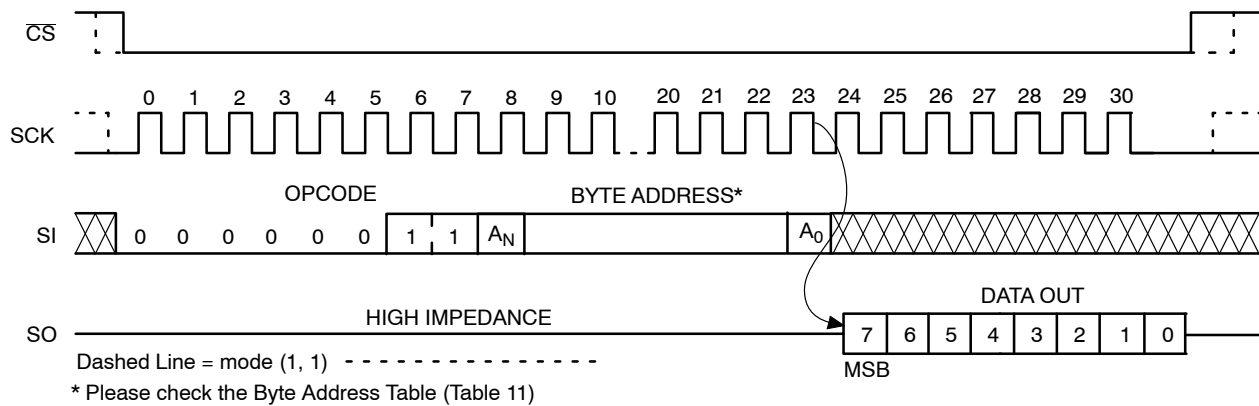 CS
0 1 2 3 4 5 6 7 8 9 10 20 21 22 23 24 25 26 27 28 29 30
SCK
OPCODE BYTE ADDRESS*
SI 0 0 0 0 0 0 1 1 AN A0
DATA OUT
HIGH IMPEDANCE
SO 7 6 5 4 3 2 1 0
Dashed Line = mode (1, 1) - - - - - - - - - - - - - - - - - -
MSB
* Please check the Byte Address Table (Table 11)